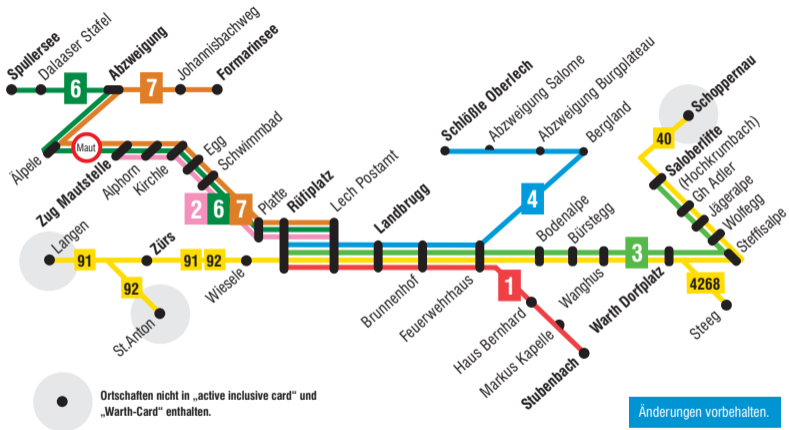 Spullersee
Dalaaser Stafel
6
Abzweigung
7
Johannisbachweg
Formarinsee
Älpele
Maut
Zug Mautstelle
Alphorn
Kirchle
Egg
Schwimmbad
2
6
7
Platte
Rüfiplatz
Lech Postamt
Landbrugg
Brunnenhof
Feuerwehrhaus
Schlößle Oberlech
Abzweigung Salome
Abzweigung Burgplateau
Bergland
4
Schoppernau
40
Saloberlifte
(Hochkrumbach)
Gh Adler
Jägeralpe
Wolfegg
Steffisalpe
Bodenalpe
Bürstegg
3
Wanghus
Warth Dorfplatz
4268
Steeg
Langen
91
Zürs
91
92
92
St.Anton
Wiesele
1
Haus Bernhard
Markus Kapelle
Stubenbach
Ortschaften nicht in „active inclusive card“ und
„Warth-Card“ enthalten.
Änderungen vorbehalten.